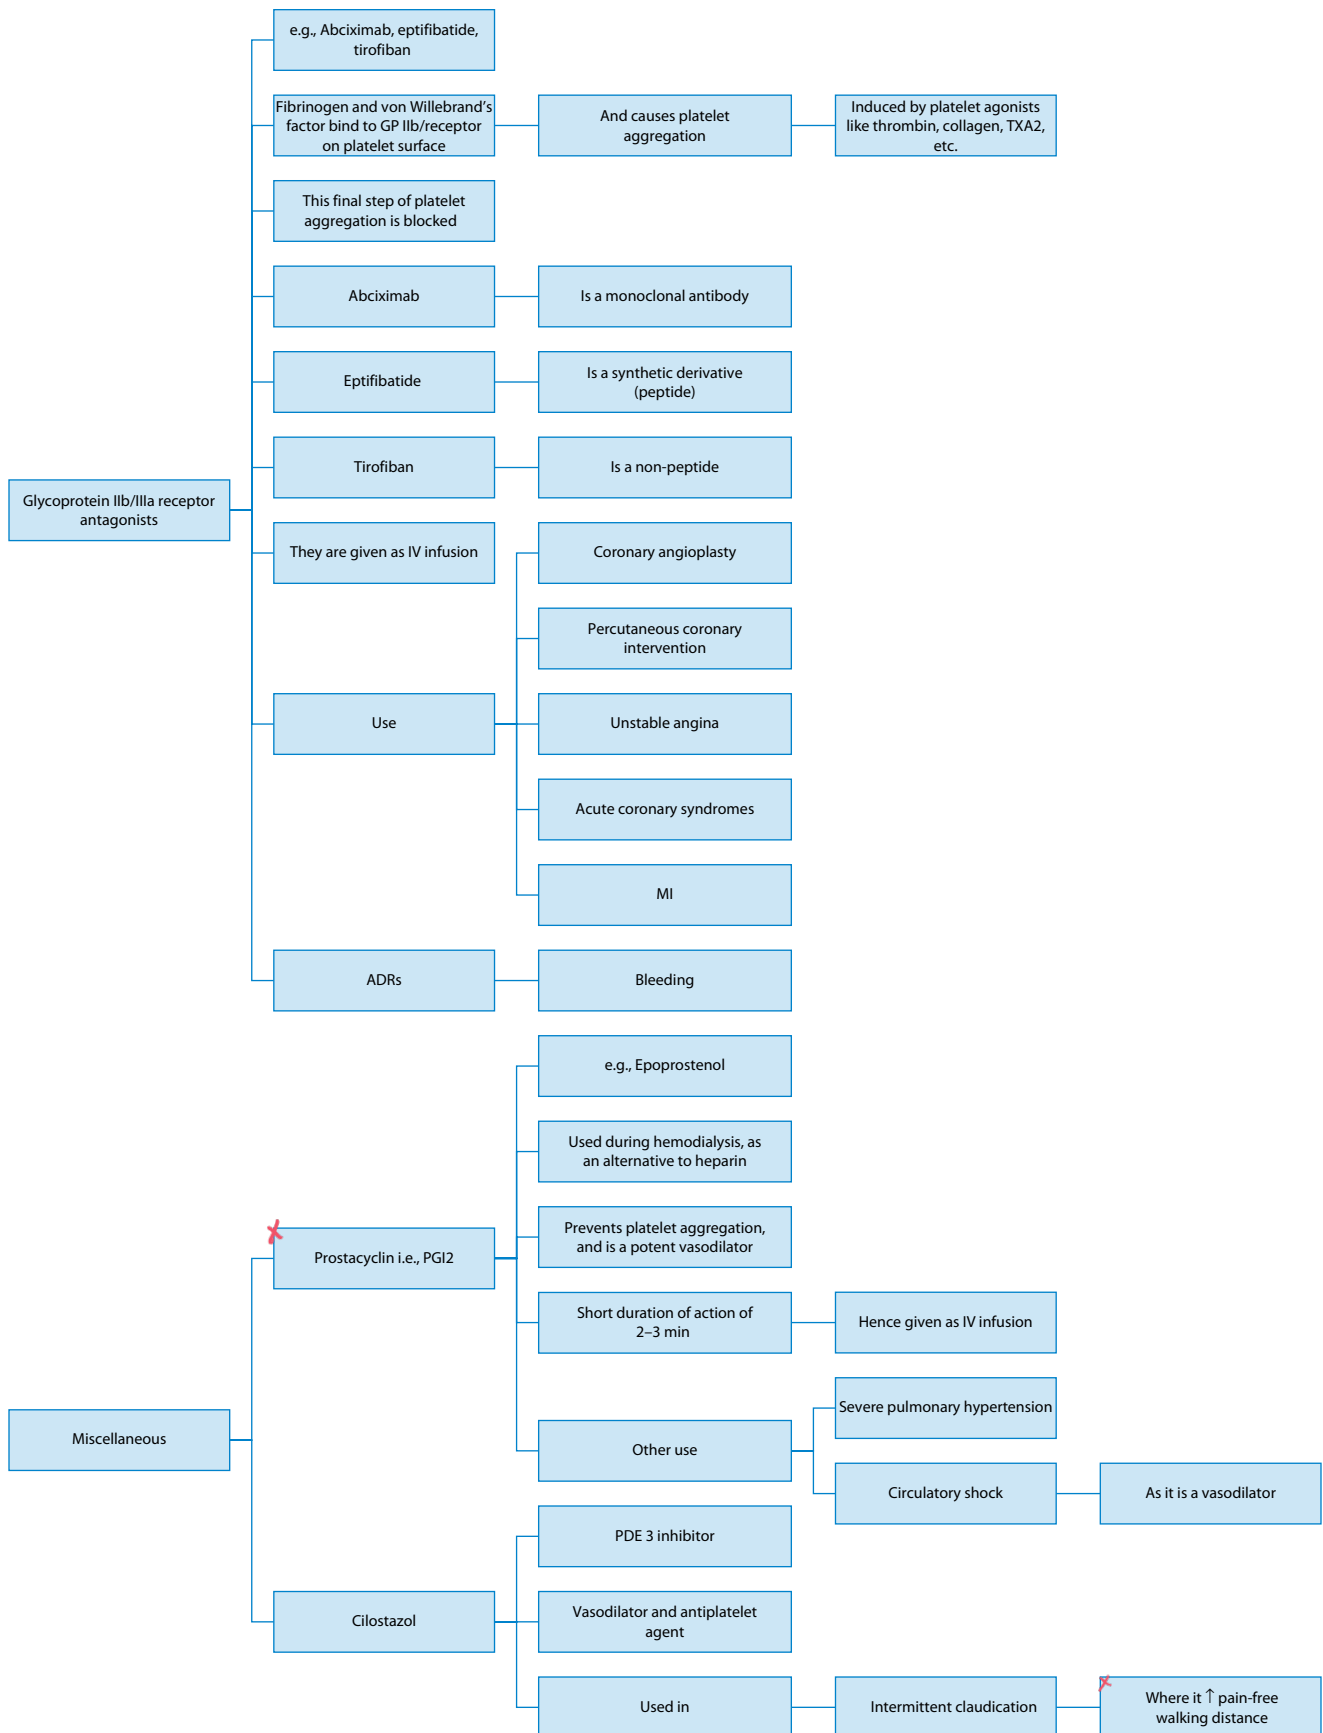 e.g., Abciximab, eptifibatide,
tirofiban
Fibrinogen and von Willebrand's
factor bind to GP IIb/receptor
on platelet surface
And causes platelet
aggregation
Induced by platelet agonists
like thrombin, collagen, TXA2,
etc.
This final step of platelet
aggregation is blocked
Abciximab
Is a monoclonal antibody
Eptifibatide
Is a synthetic derivative
(peptide)
Tirofiban
Is a non-peptide
Glycoprotein IIb/IIIa receptor
antagonists
They are given as IV infusion
Coronary angioplasty
Percutaneous coronary
intervention
Use
Unstable angina
Acute coronary syndromes
MI
ADRs
Bleeding
e.g., Epoprostenol
Used during hemodialysis, as
an alternative to heparin
Prostacyclin i.e., PGI2
Prevents platelet aggregation,
and is a potent vasodilator
Short duration of action of
2–3 min
Hence given as IV infusion
Severe pulmonary hypertension
Miscellaneous
Other use
Circulatory shock
As it is a vasodilator
PDE 3 inhibitor
Cilostazol
Vasodilator and antiplatelet
agent
Used in
Intermittent claudication
Where it ↑ pain-free
walking distance